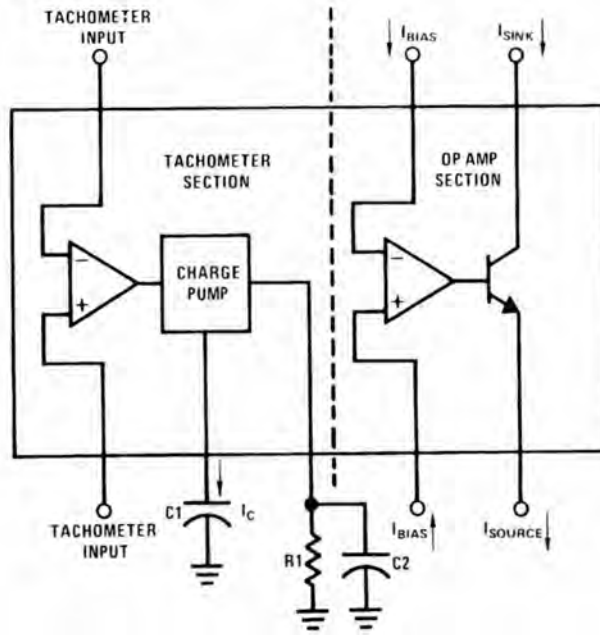 TACHOMETER
INPUT
I_BIAS
I_SINK
TACHOMETER
SECTION
OP AMP
SECTION
−
+
CHARGE
PUMP
−
+
C1
I_C
TACHOMETER
INPUT
R1
C2
I_BIAS
I_SOURCE